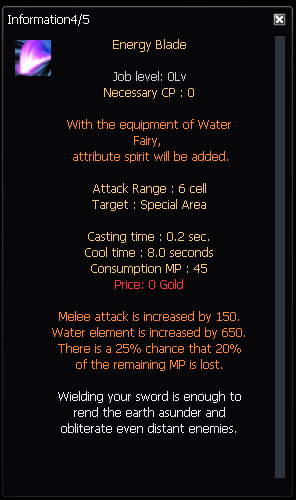 Information4/5
Energy Blade
Job level: 0Lv
Necessary CP : 0
With the equipment of Water
Fairy,
attribute spirit will be added.
Attack Range : 6 cell
Target : Special Area
Casting time : 0.2 sec.
Cool time : 8.0 seconds
Consumption MP : 45
Price: 0 Gold
Melee attack is increased by 150.
Water element is increased by 650.
There is a 25% chance that 20%
of the remaining MP is lost.
Wielding your sword is enough to
rend the earth asunder and
obliterate even distant enemies.